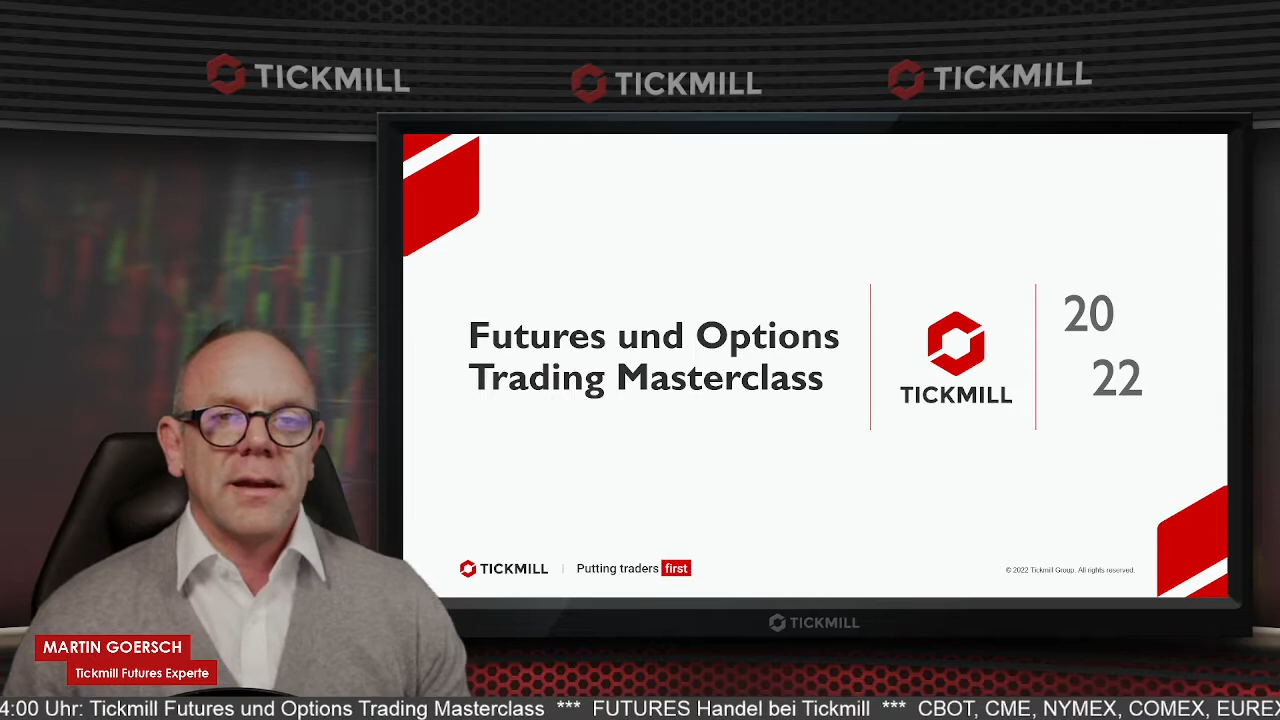 TICKMILL
TICKMILL
TICKMILL
Futures und Options
Trading Masterclass
TICKMILL
20
22
TICKMILL
Putting traders first
© 2022 Tickmill Group. All rights reserved.
TICKMILL
MARTIN GOERSCH
Tickmill Futures Experte
4:00 Uhr: Tickmill Futures und Options Trading Masterclass *** FUTURES Handel bei Tickmill *** CBOT, CME, NYMEX, COMEX, EUREX